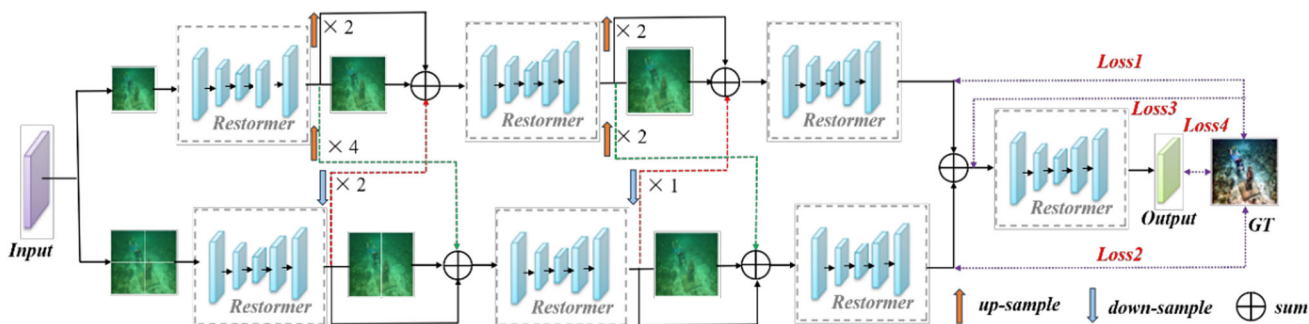 × 2
× 2
Restormer
Restormer
Restormer
Loss1
Loss3
Loss4
× 4
× 2
× 2
× 1
Restormer
Input
Output
GT
Restormer
Restormer
Restormer
Loss2
up-sample
down-sample
sum